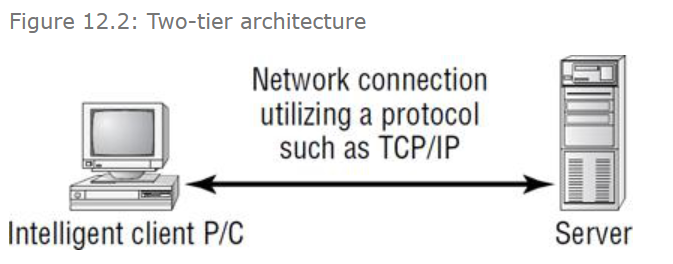 Figure 12.2: Two-tier architecture
Network connection
utilizing a protocol
such as TCP/IP
Intelligent client P/C
Server